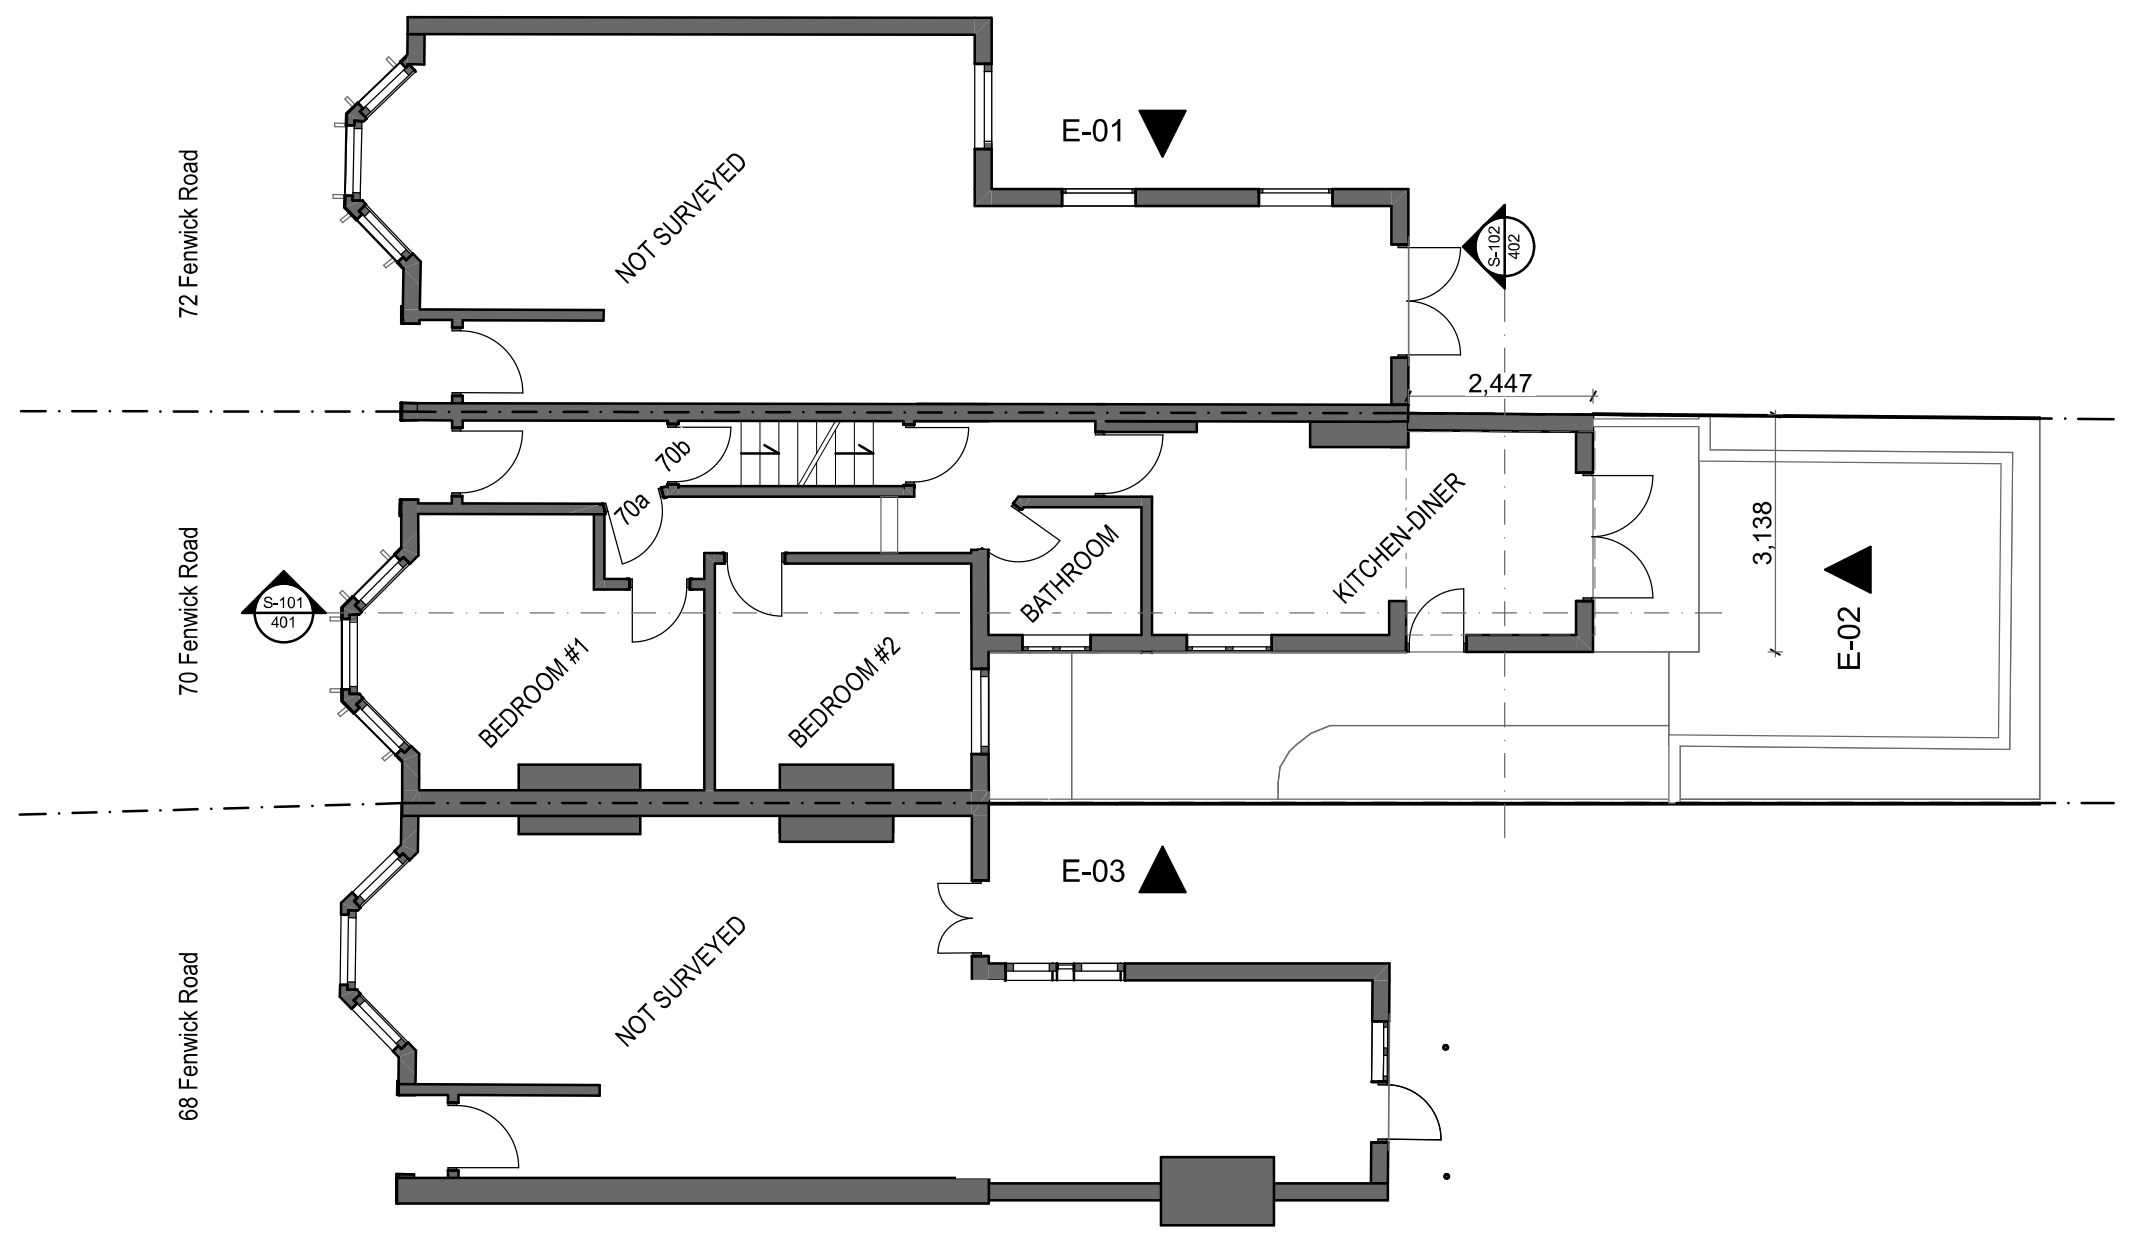 E-01
72 Fenwick Road
NOT SURVEYED
S-102
402
2,447
70b
70a
KITCHEN-DINER
3,138
BATHROOM
70 Fenwick Road
S-101
401
E-02
BEDROOM #1
BEDROOM #2
E-03
NOT SURVEYED
68 Fenwick Road